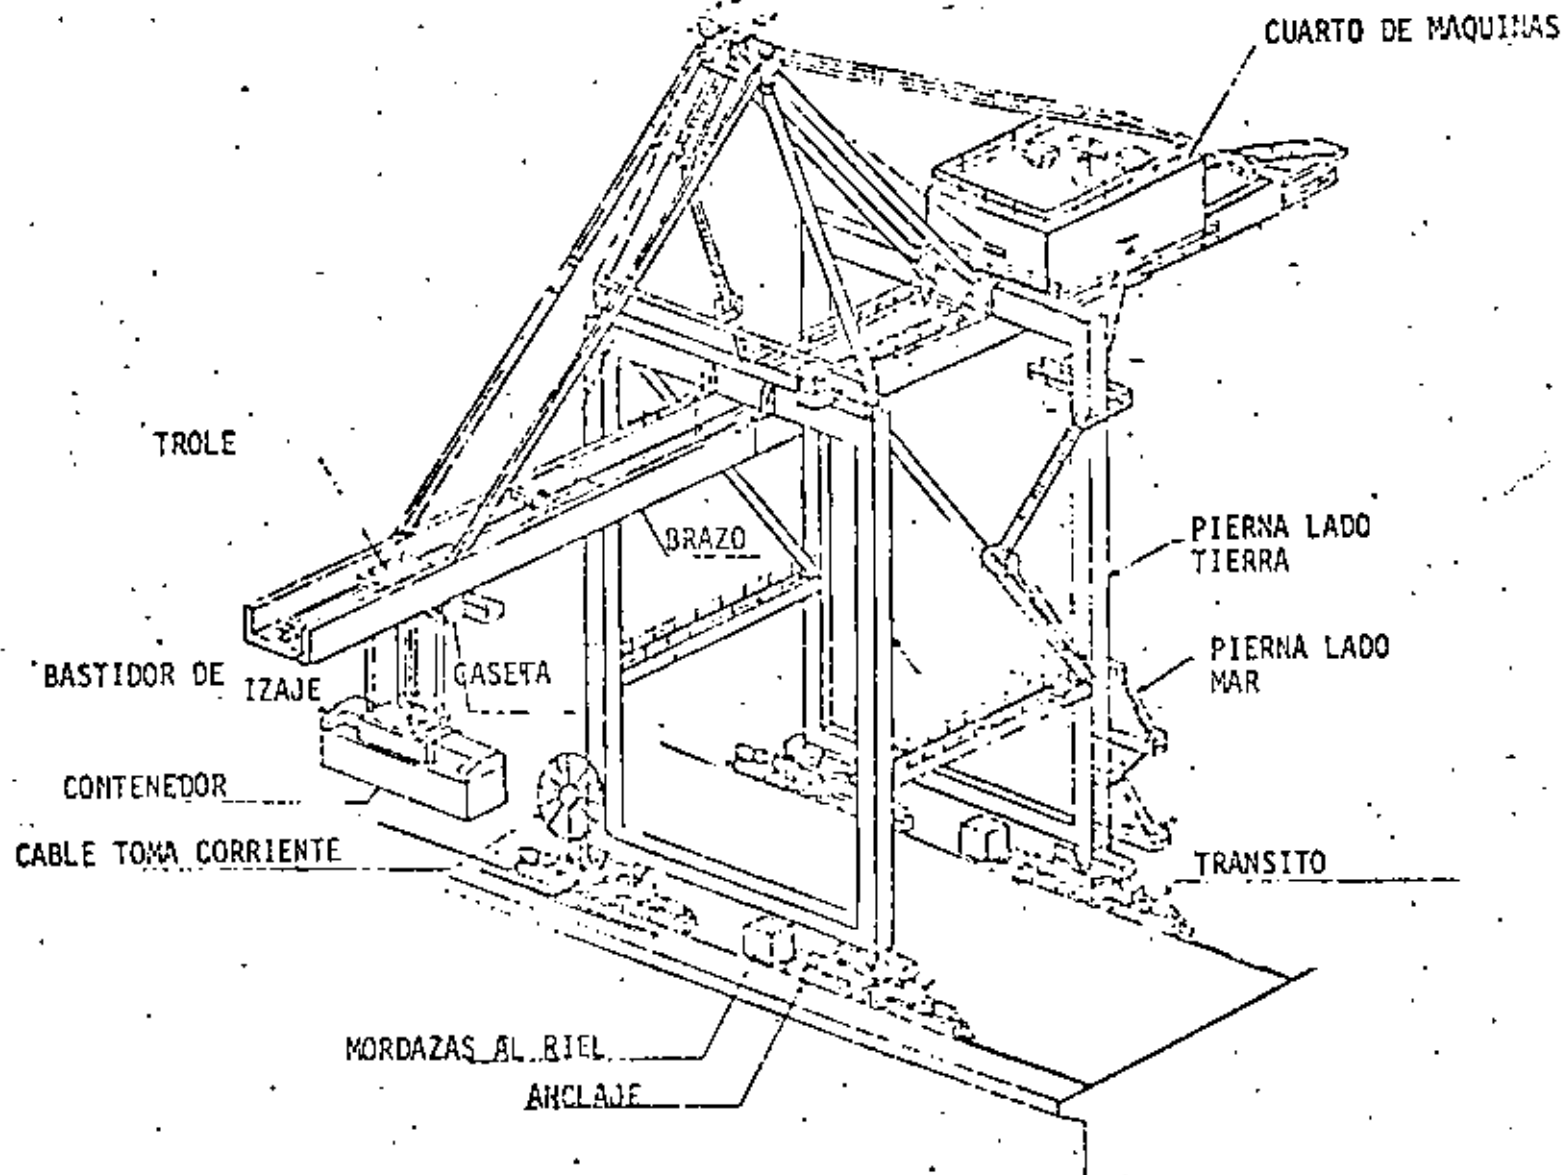 CUARTO DE MAQUINAS
TROLE
BRAZO
PIERNA LADO
TIERRA
PIERNA LADO
MAR
BASTIDOR DE IZAJE
CASETA
CONTENEDOR
CABLE TOMA CORRIENTE
TRANSITO
MORDAZAS AL RIEL
ANCLAJE